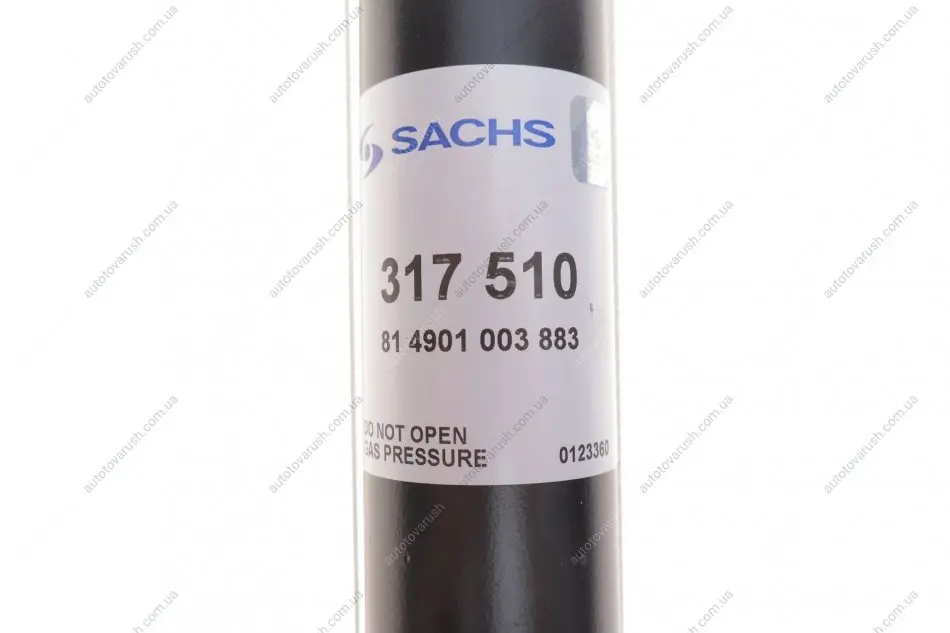 SACHS
317 510
81 4901 003 883
DO NOT OPEN
GAS PRESSURE
0123360
autotovarush.com.ua